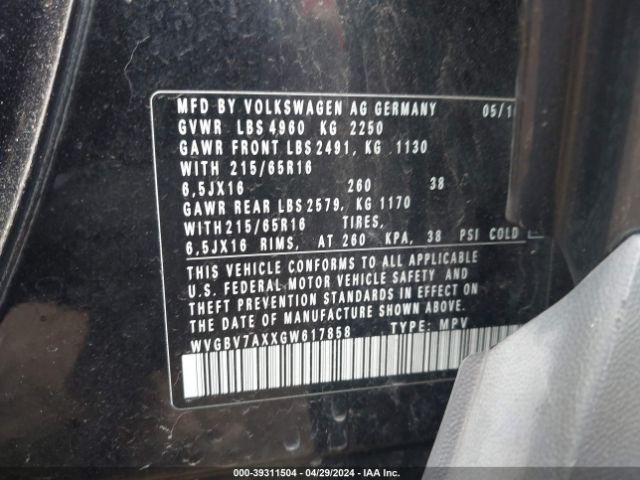 MFD BY VOLKSWAGEN AG GERMANY 05/1
GVWR LBS 4960 KG 2250
GAWR FRONT LBS 2491, KG 1130
WITH 215/65R16
6,5JX16 260 38
GAWR REAR LBS 2579, KG 1170
WITH 215/65R16 TIRES,
6,5JX16 RIMS, AT 260 KPA, 38 PSI COLD
THIS VEHICLE CONFORMS TO ALL APPLICABLE
U.S. FEDERAL MOTOR VEHICLE SAFETY AND
THEFT PREVENTION STANDARDS IN EFFECT ON
THE DATE OF MANUFACTURE SHOWN ABOVE.
WVGBV7AXXGW617858 TYPE: MPV
000-39311504 | 04/29/2024 | IAA Inc.